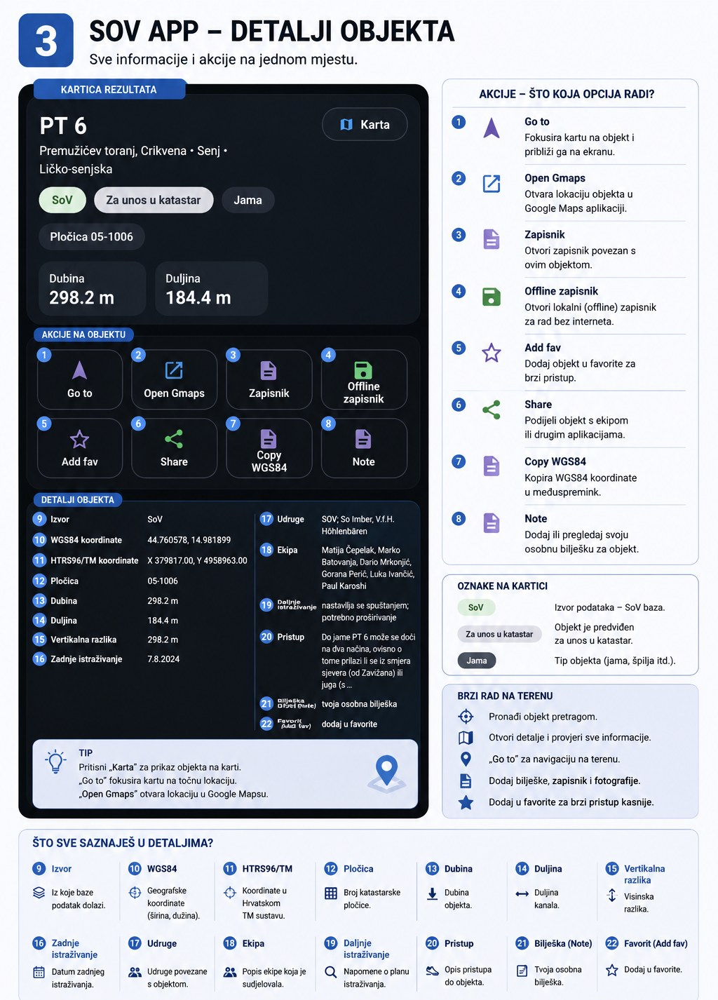 3
SOV APP – DETALJI OBJEKTA
Sve informacije i akcije na jednom mjestu.
KARTICA REZULTATA
PT 6
Karta
Premužićev toranj, Crikvena • Senj •
Ličko-senjska
SoV
Za unos u katastar
Jama
Pločica 05-1006
Dubina
298.2 m
Duljina
184.4 m
AKCIJE NA OBJEKTU
1
Go to
2
Open Gmaps
3
Zapisnik
4
Offline
zapisnik
5
Add fav
6
Share
7
Copy
WGS84
8
Note
DETALJI OBJEKTA
9 Izvor SoV
10 WGS84 koordinate 44.760578, 14.981899
11 HTRS96/TM koordinate X 379817.00, Y 4958963.00
12 Pločica 05-1006
13 Dubina 298.2 m
14 Duljina 184.4 m
15 Vertikalna razlika 298.2 m
16 Zadnje istraživanje 7.8.2024
17 Udruge SOV; So Imber, V.f.H.
Höhlenbären
18 Ekipa Matija Čepelak, Marko
Batovanja, Dario Mrkonjić,
Gorana Perić, Luka Ivančić,
Paul Karoshi
19 nastavllja se spuštanjem;
potrebno proširivanje
20 Pristup Do jame PT 6 može se doći
na dva načina, ovisno o
tome prilazi li se iz smjera
sjevera (od Zavižana) ili
juga (s ...
21 tvoja osobna bilješka
22 dodaj u favorite
TIP
Pritisni „Karta” za prikaz objekta na karti.
„Go to” fokusira kartu na točnu lokaciju.
„Open Gmaps” otvara lokaciju u Google Mapsu.
AKCIJE – ŠTO KOJA OPCIJA RADI?
1 Go to
Fokusira kartu na objekt i
približi ga na ekranu.
2 Open Gmaps
Otvara lokaciju objekta u
Google Maps aplikaciji.
3 Zapisnik
Otvori zapisnik povezan s
ovim objektom.
4 Offline zapisnik
Otvori lokalni (offline) zapisnik
za rad bez interneta.
5 Add fav
Dodaj objekt u favorite za
brzi pristup.
6 Share
Podijeli objekt s ekipom
ili drugim aplikacijama.
7 Copy WGS84
Kopira WGS84 koordinate
u međuspremink.
8 Note
Dodaj ili pregledaj svoju
osobnu bilješku za objekt.
OZNAKE NA KARTICI
SoV Izvor podataka – SoV baza.
Za unos u katastar Objekt je predviđen
za unos u katastar.
Jama Tip objekta (jama, špilja itd.).
BRZI RAD NA TERENU
Pronađi objekt pretragom.
Otvori detalje i provjeri sve informacije.
„Go to” za navigaciju na terenu.
Dodaj bilješke, zapisnik i fotografije.
Dodaj u favorite za brzi pristup kasnije.
ŠTO SVE SAZNAJEŠ U DETALJIMA?
9 Izvor
Iz koje baze
podatak dolazi.
10 WGS84
Geografske
koordinate
(širina, dužina).
11 HTRS96/TM
Koordinate u
Hrvatskom
TM sustavu.
12 Pločica
Broj katastarske
pločice.
13 Dubina
Dubina
objekta.
14 Duljina
Duljina
kanala.
15 Vertikalna
razlika
Visinska
razlika.
16 Zadnje
istraživanje
Datum zadnjeg
istraživanja.
17 Udruge
Udruge povezane
s objektom.
18 Ekipa
Popis ekipe koja je
sudjelovala.
19 Daljnje
istraživanje
Napomene o planu
istraživanja.
20 Pristup
Opis pristupa
do objekta.
21 Bilješka (Note)
Tvoja osobna
bilješka.
22 Favorit (Add fav)
Dodaj u favorite.